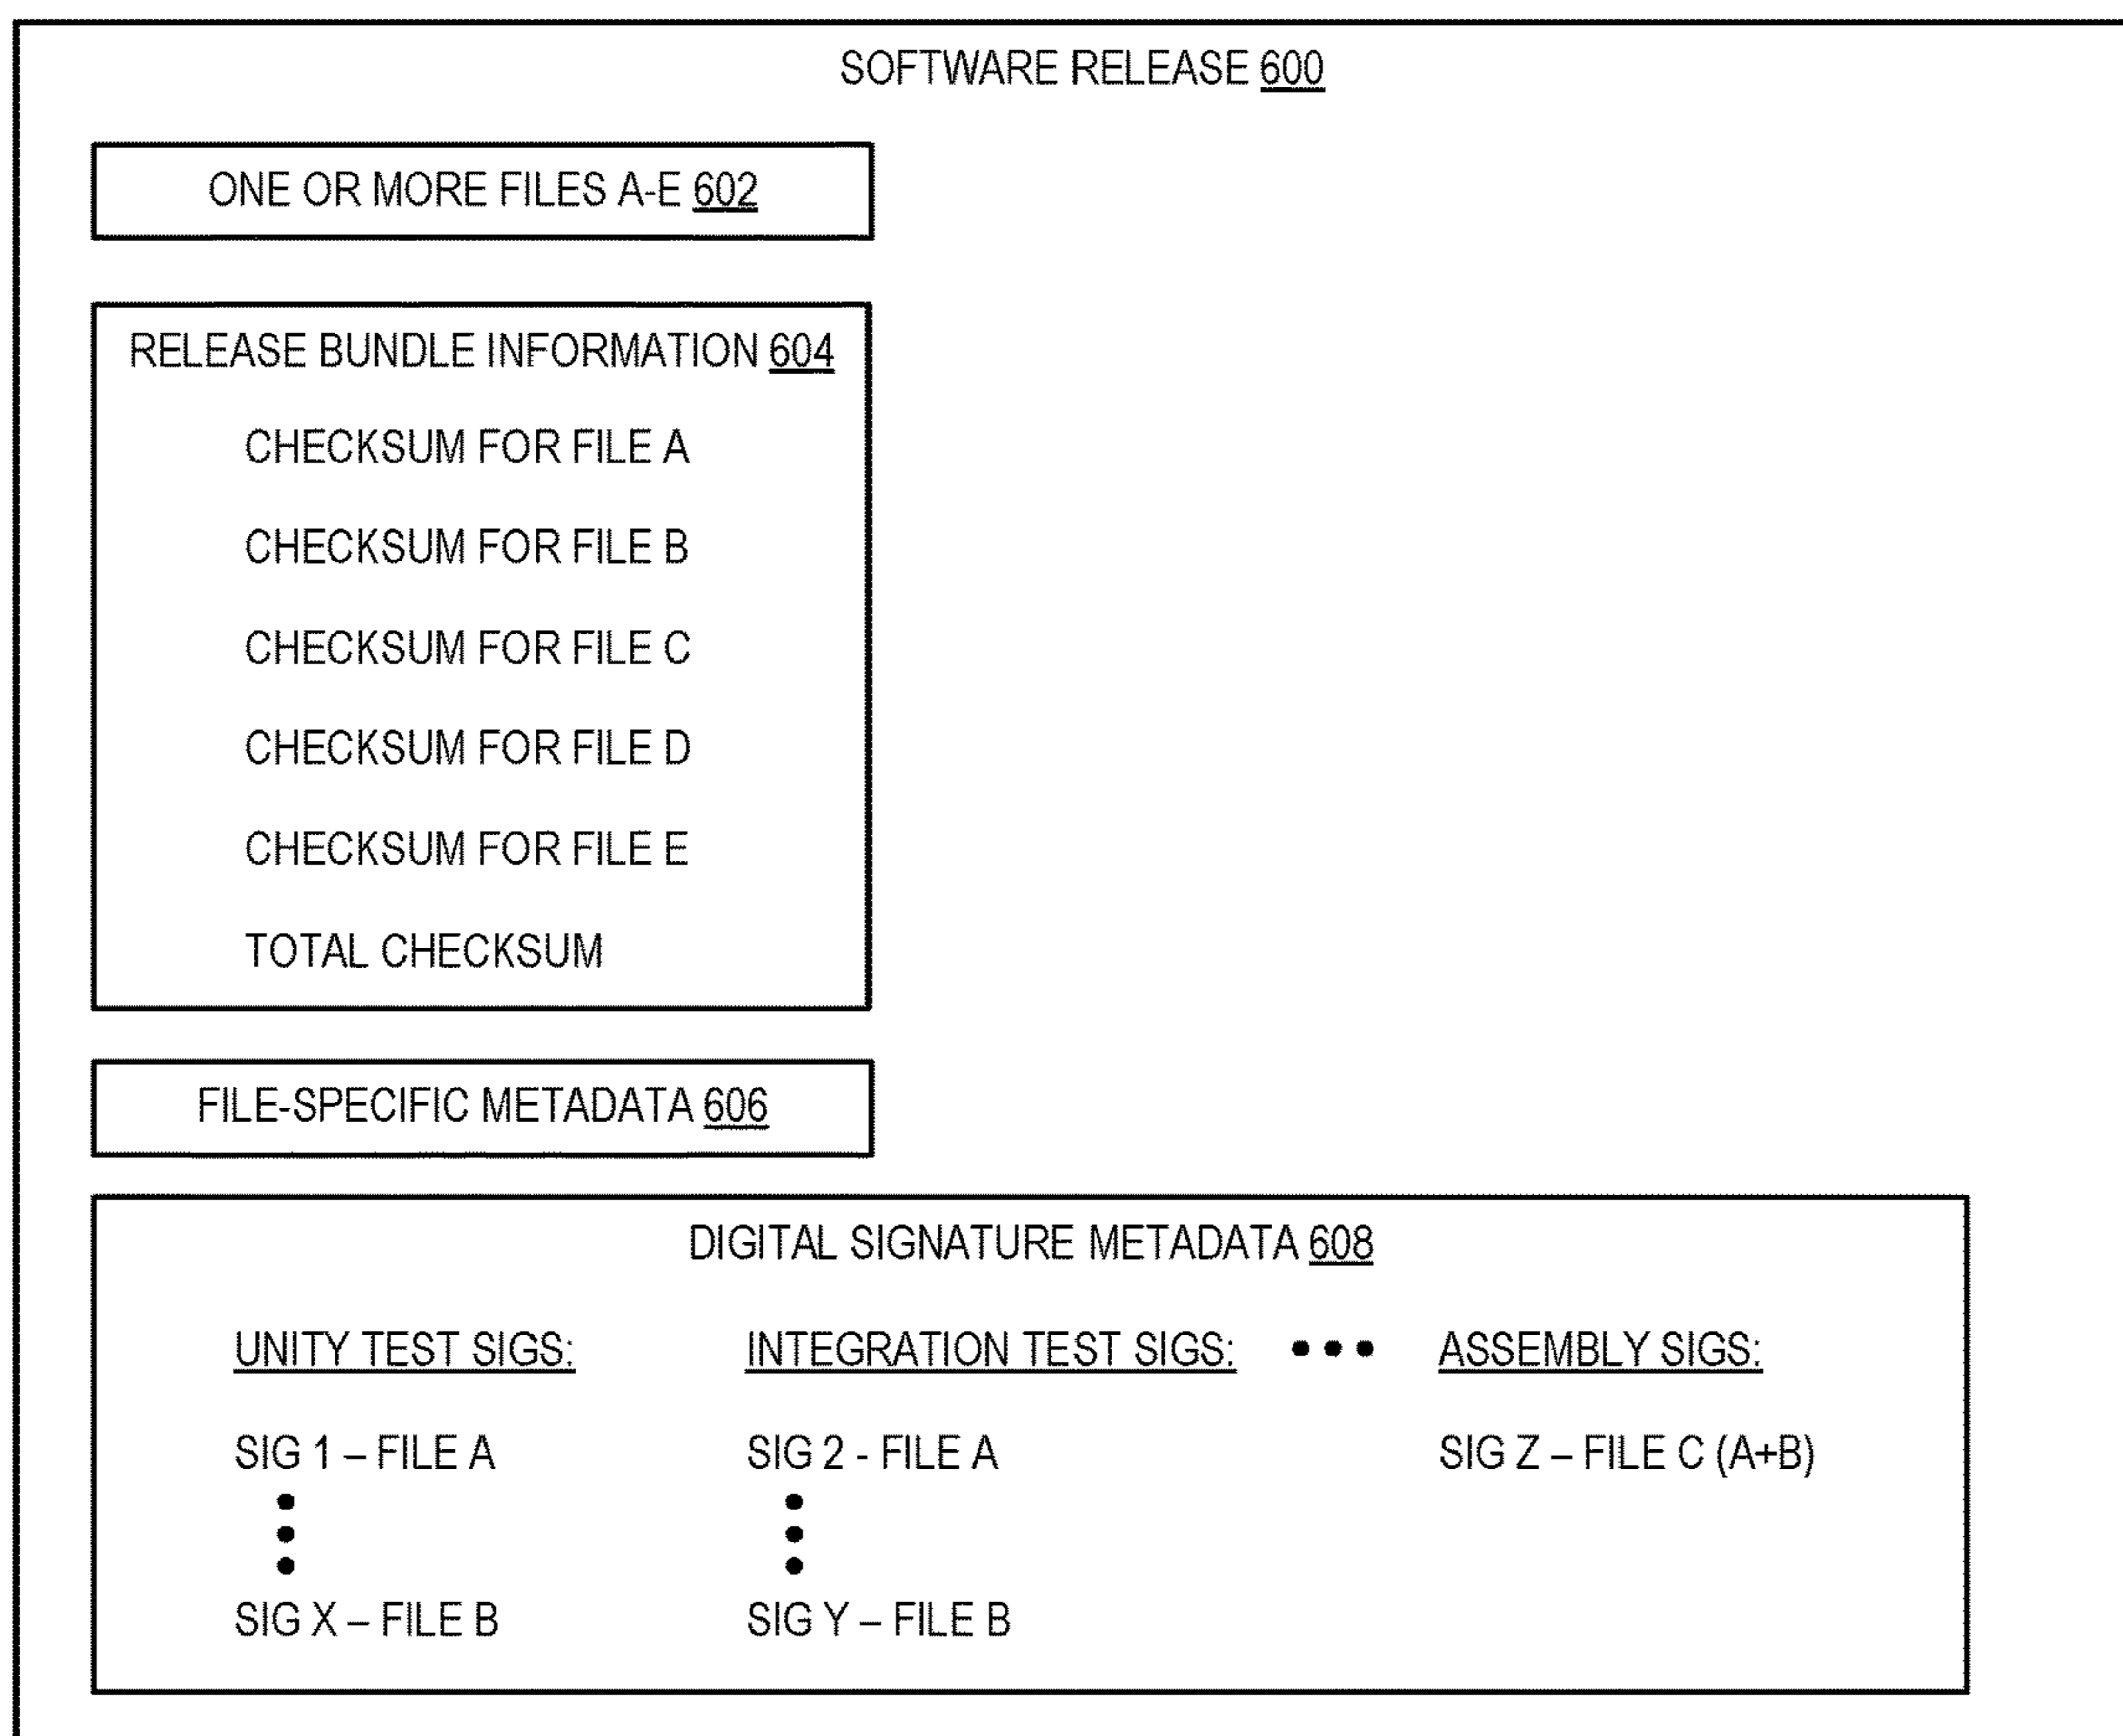 SOFTWARE RELEASE 600
ONE OR MORE FILES A-E 602
RELEASE BUNDLE INFORMATION 604
CHECKSUM FOR FILE A
CHECKSUM FOR FILE B
CHECKSUM FOR FILE C
CHECKSUM FOR FILE D
CHECKSUM FOR FILE E
TOTAL CHECKSUM
FILE-SPECIFIC METADATA 606
DIGITAL SIGNATURE METADATA 608
UNITY TEST SIGS: INTEGRATION TEST SIGS: ••• ASSEMBLY SIGS:
SIG 1 – FILE A SIG 2 - FILE A SIG Z – FILE C (A+B)
SIG X – FILE B SIG Y – FILE B